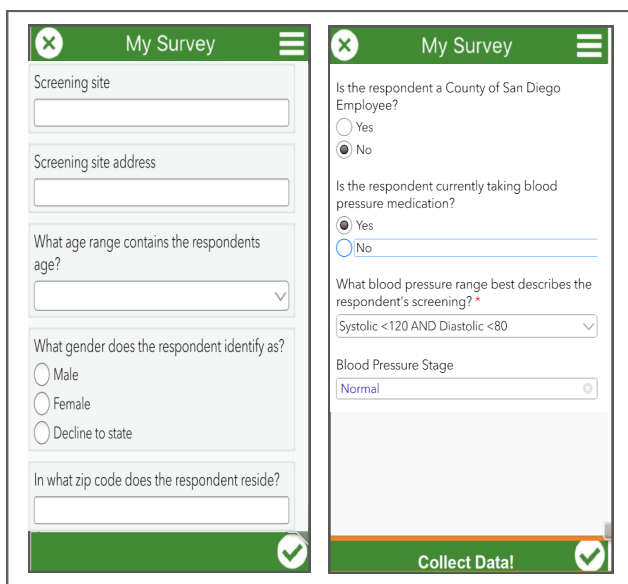 My Survey
Screening site
Screening site address
What age range contains the respondents
age?
What gender does the respondent identify as?
Male
Female
Decline to state
In what zip code does the respondent reside?
My Survey
Is the respondent a County of San Diego
Employee?
Yes
No
Is the respondent currently taking blood
pressure medication?
Yes
No
What blood pressure range best describes the
respondent's screening? *
Systolic <120 AND Diastolic <80
Blood Pressure Stage
Normal
Collect Data!